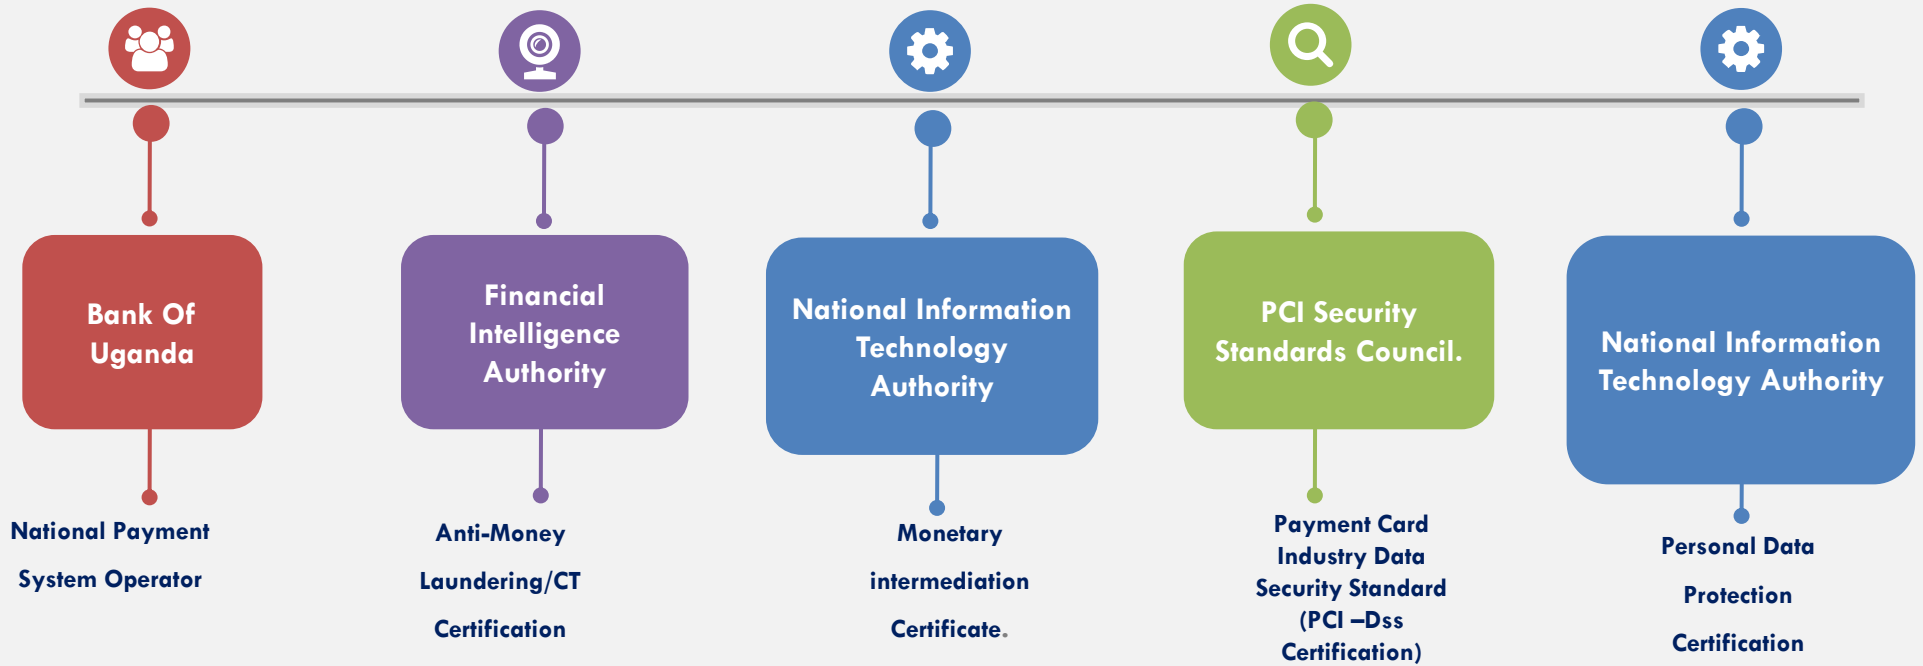 Bank Of
Uganda
National Payment
System Operator
Financial
Intelligence
Authority
Anti-Money
Laundering/CT
Certification
National Information
Technology
Authority
Monetary
intermediation
Certificate.
PCI Security
Standards Council.
Payment Card
Industry Data
Security Standard
(PCI –Dss
Certification)
National Information
Technology Authority
Personal Data
Protection
Certification